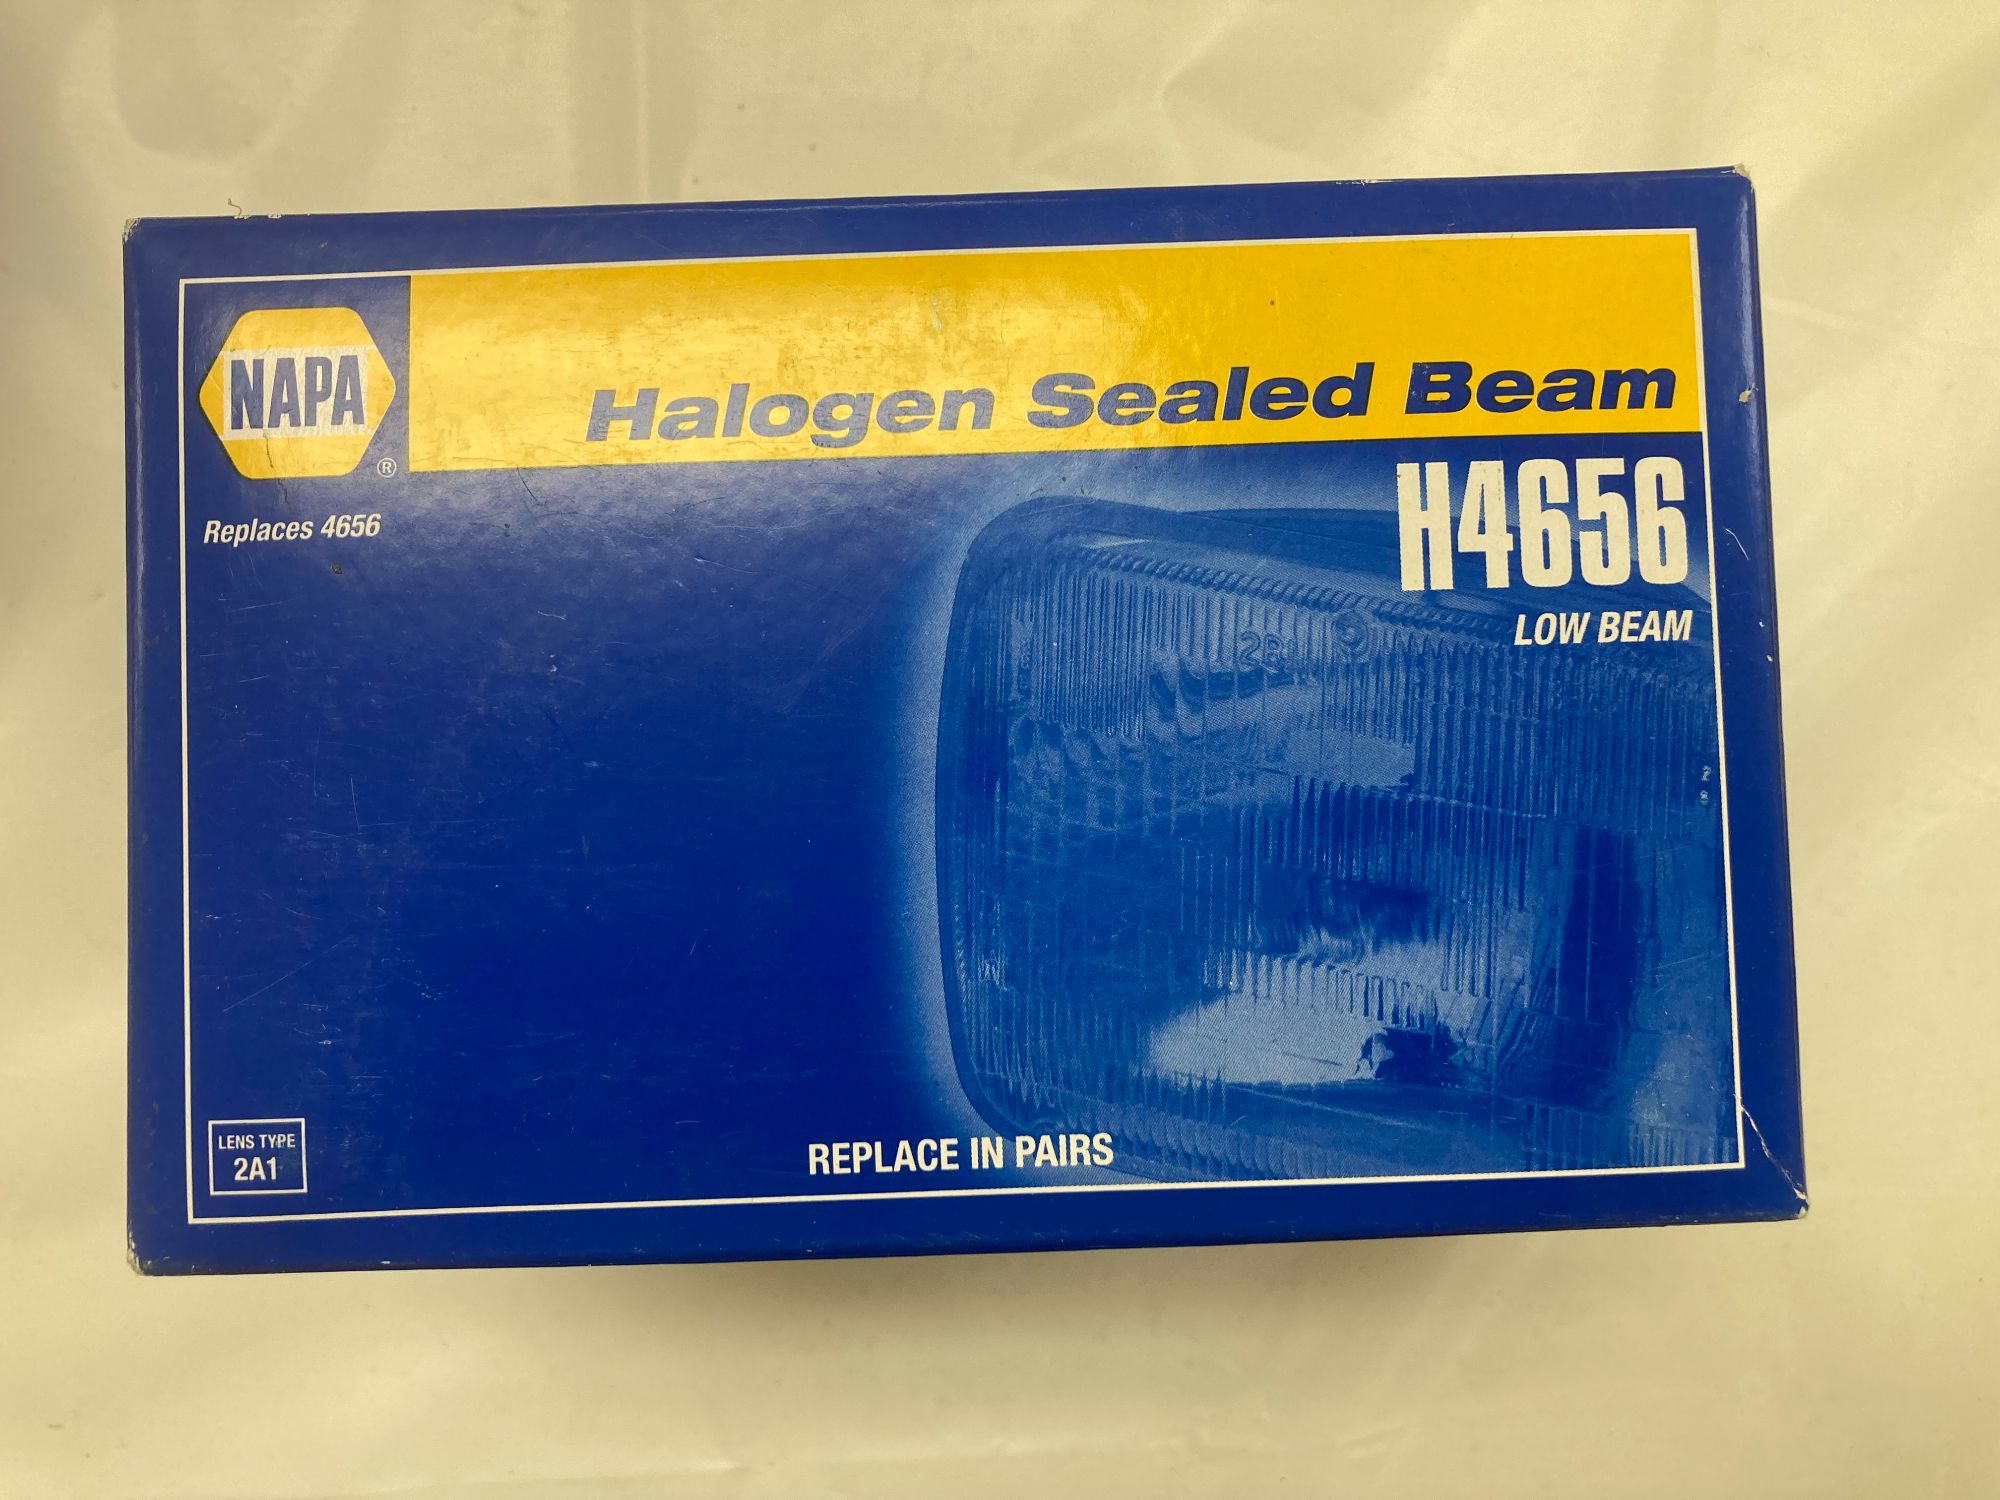 NAPA
®
Halogen Sealed Beam
H4656
LOW BEAM
Replaces 4656
LENS TYPE
2A1
REPLACE IN PAIRS